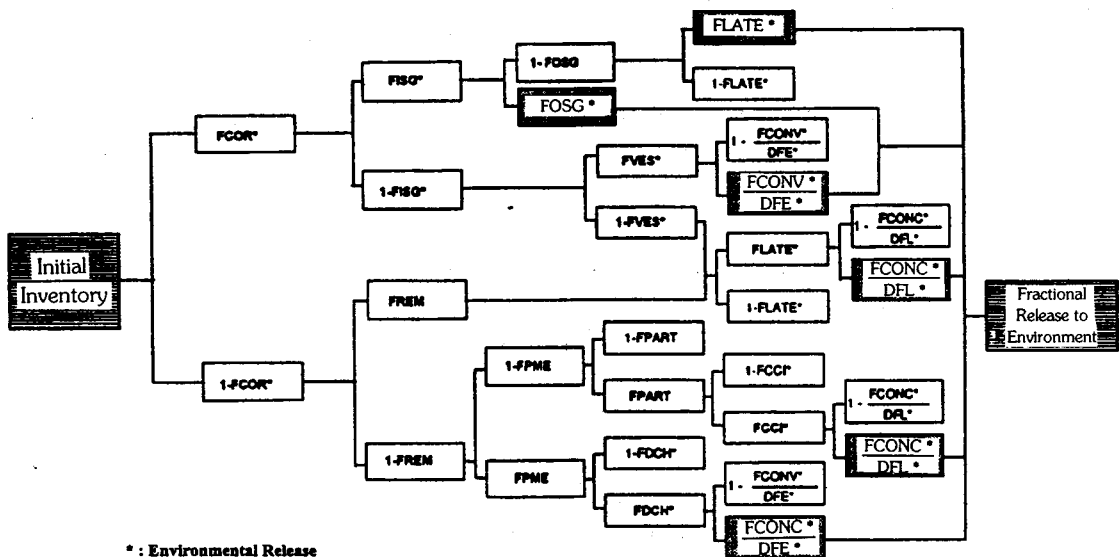 FLATE *
1-FOSG
FISG*
1-FLATE*
FOSG *
FCOR*
FVES*
1 - FCONV*
DFE*
FCONV *
DFE *
1-FISG*
1-FVES*
FLATE*
1 - FCONC*
DFL*
FCONC *
DFL *
Initial
Inventory
FREM
1-FLATE*
Fractional
Release to
Environment
1-FPART
1-FPME
1-FCCI*
1-FCOR*
FPART
1 - FCONC*
DFL*
FCCI*
FCONC *
DFL *
1-FREM
1-FDCH*
FPME
1 - FCONV*
DFE*
FDCH*
FCONC *
DFE *
* : Environmental Release